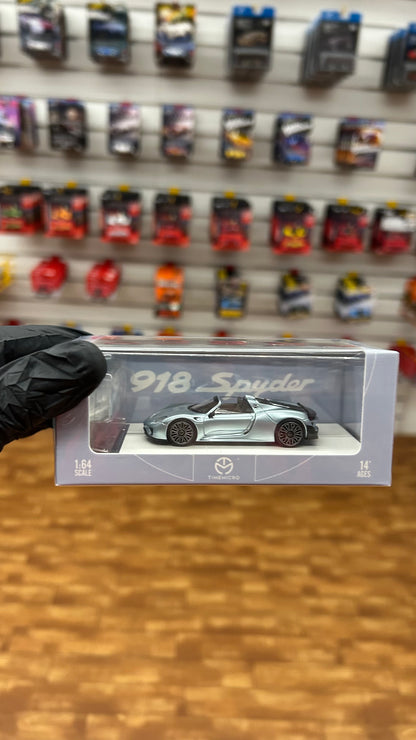 918 Spyder
1:64
SCALE
TIMEMICRO
14+
AGES